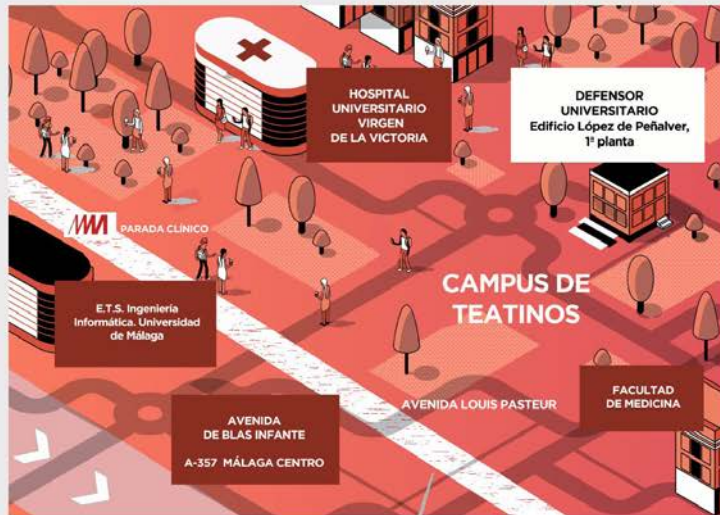 HOSPITAL
UNIVERSITARIO
VIRGEN
DE LA VICTORIA
DEFENSOR
UNIVERSITARIO
Edificio López de Peñalver,
1ª planta
PARADA CLÍNICO
CAMPUS DE
TEATINOS
E.T.S. Ingeniería
Informática. Universidad
de Málaga
AVENIDA
DE BLAS INFANTE
A-357 MÁLAGA CENTRO
AVENIDA LOUIS PASTEUR
FACULTAD
DE MEDICINA